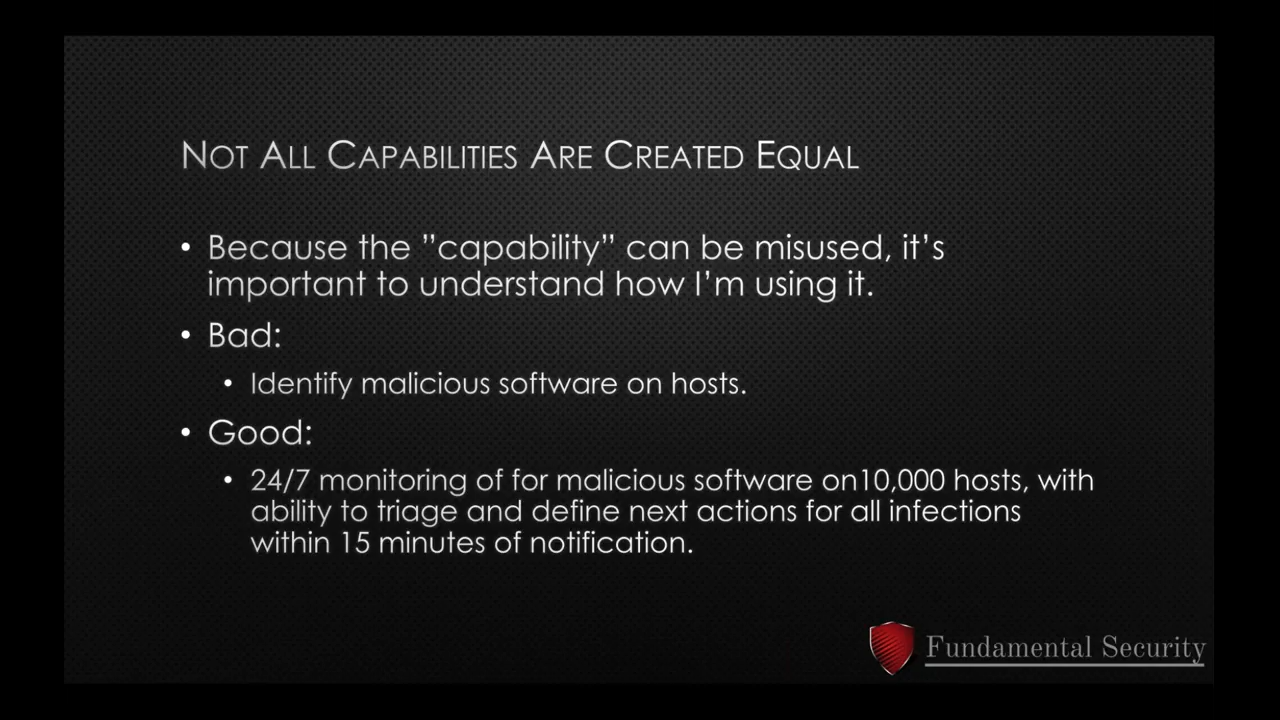 Not All Capabilities Are Created Equal
• Because the ”capability” can be misused, it’s
important to understand how I’m using it.
• Bad:
• Identify malicious software on hosts.
• Good:
• 24/7 monitoring of for malicious software on10,000 hosts, with
ability to triage and define next actions for all infections
within 15 minutes of notification.
Fundamental Security